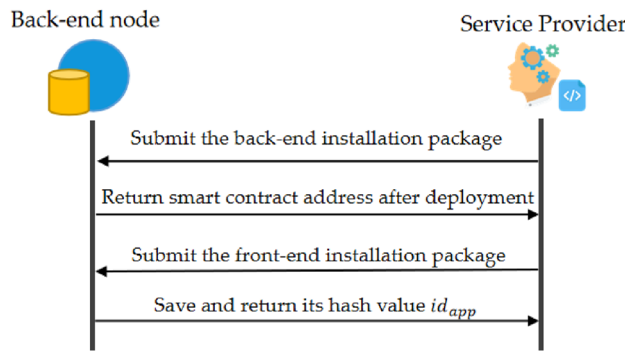 Back-end node
Service Provider
</>
Submit the back-end installation package
Return smart contract address after deployment
Submit the front-end installation package
Save and return its hash value id_app